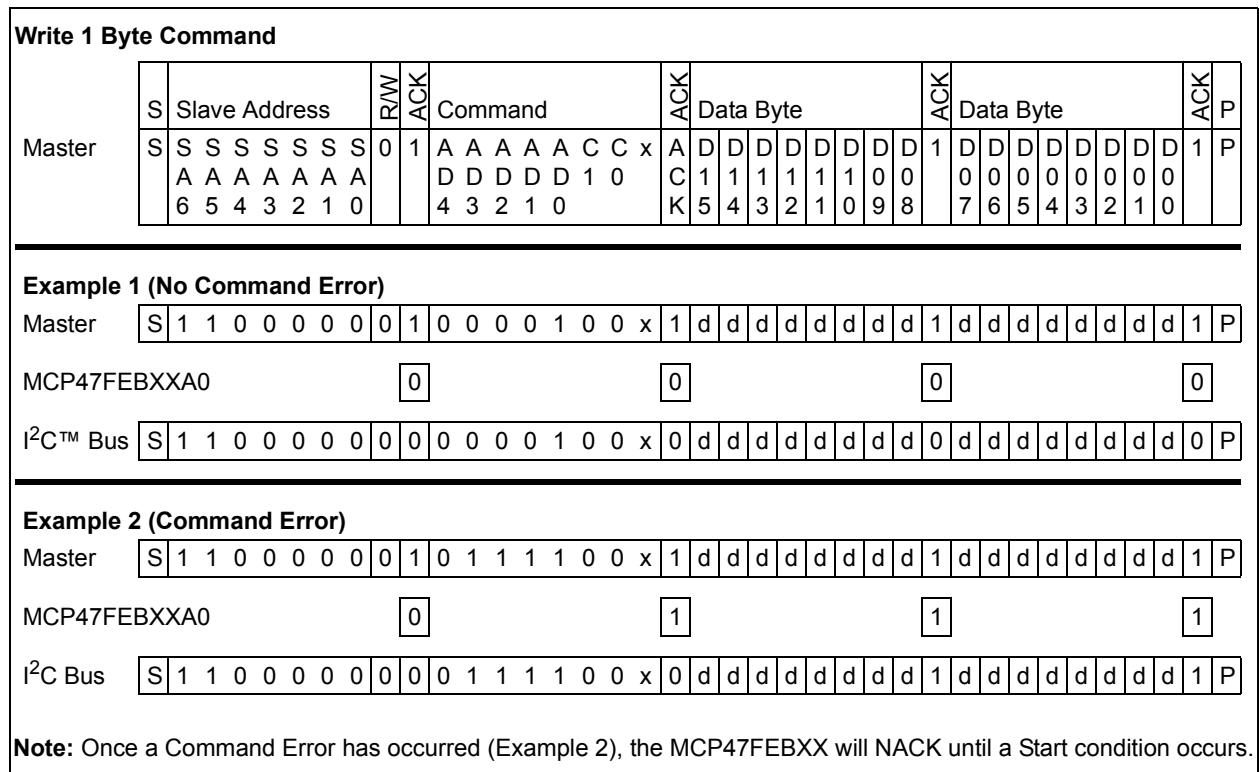 Write 1 Byte Command
S Slave Address R/W ACK Command ACK Data Byte ACK Data Byte ACK P
Master S S S S S S S S 0 1 A A A A A C C x A D D D D D D D D 1 D D D D D D D D 1 P
A A A A A A A D D D D D 1 0 C 1 1 1 1 1 1 0 0 0 0 0 0 0 0 0 0
6 5 4 3 2 1 0 4 3 2 1 0 K 5 4 3 2 1 0 9 8 7 6 5 4 3 2 1 0
Example 1 (No Command Error)
Master S 1 1 0 0 0 0 0 0 1 0 0 0 0 1 0 0 x 1 d d d d d d d d 1 d d d d d d d d 1 P
MCP47FEBXXA0 0 0 0 0
I²C™ Bus S 1 1 0 0 0 0 0 0 0 0 0 0 0 1 0 0 x 0 d d d d d d d d 0 d d d d d d d d 0 P
Example 2 (Command Error)
Master S 1 1 0 0 0 0 0 0 1 0 1 1 1 1 0 0 x 1 d d d d d d d d 1 d d d d d d d d 1 P
MCP47FEBXXA0 0 1 1 1
I²C Bus S 1 1 0 0 0 0 0 0 0 0 1 1 1 1 0 0 x 0 d d d d d d d d 1 d d d d d d d d 1 P
Note: Once a Command Error has occurred (Example 2), the MCP47FEBXX will NACK until a Start condition occurs.